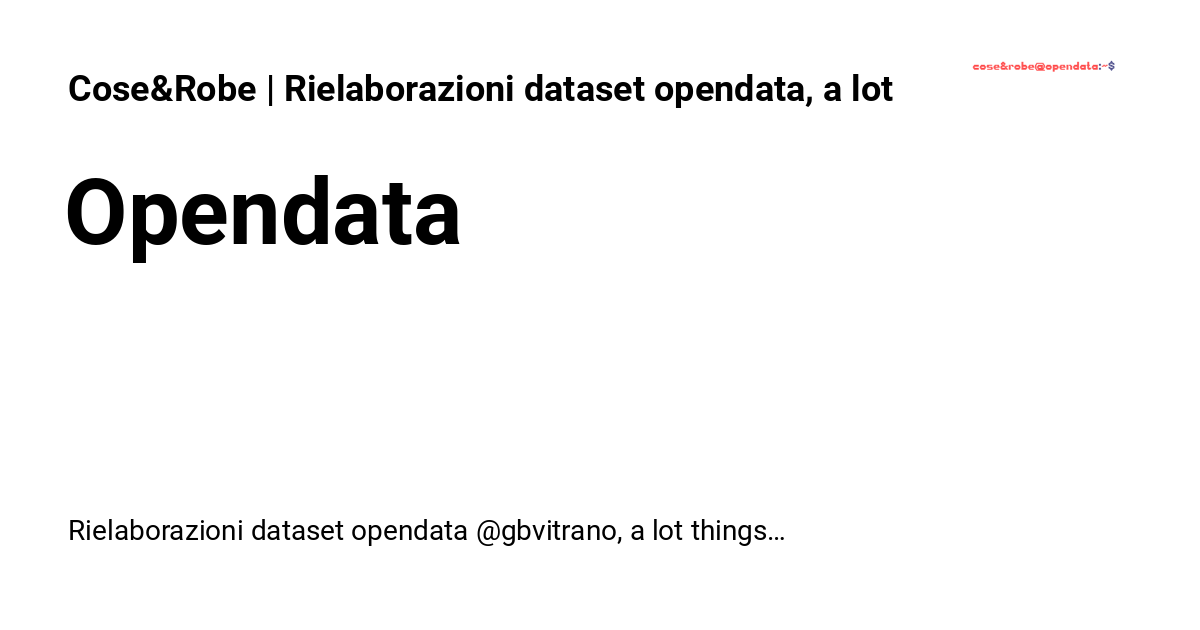 cose&robe@opendata:~$
Cose&Robe | Rielaborazioni dataset opendata, a lot
Opendata
Rielaborazioni dataset opendata @gbvitrano, a lot things…